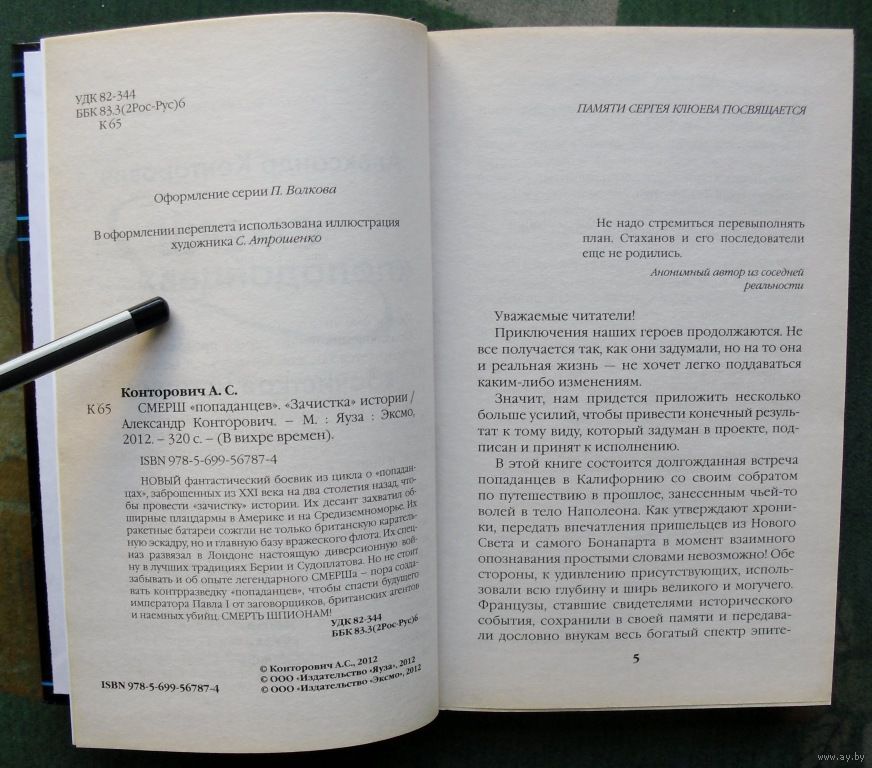 УДК 82-344
ББК 83.3(2Рос-Рус)6
К 65
Оформление серии П. Волкова
В оформлении переплета использована иллюстрация
художника С. Атрошенко
Конторович А. С.
К 65 СМЕРШ «попаданцев». «Зачистка» истории /
Александр Конторович. – М. : Яуза : Эксмо,
2012. – 320 с. – (В вихре времен).
ISBN 978-5-699-56787-4
НОВЫЙ фантастический боевик из цикла о «попадан-
цах», заброшенных из XXI века на два столетия назад, что-
бы провести «зачистку» истории. Их десант захватил об-
ширные плацдармы в Америке и на Средиземноморье. Их
ракетные батареи сожгли не только британскую каратель-
ную эскадру, но и главную базу вражеского флота. Их спец-
наз развязал в Лондоне настоящую диверсионную вой-
ну в лучших традициях Берии и Судоплатова. Но не стоит
забывать и об опыте легендарного СМЕРШа – пора созда-
вать контрразведку «попаданцев», чтобы спасти будущего
императора Павла I от заговорщиков, британских агентов
и наемных убийц. СМЕРТЬ ШПИОНАМ!
УДК 82-344
ББК 83.3(2Рос-Рус)6
© Конторович А.С., 2012
© ООО «Издательство «Яуза», 2012
ISBN 978-5-699-56787-4 © ООО «Издательство «Эксмо», 2012
ПАМЯТИ СЕРГЕЯ КЛЮЕВА ПОСВЯЩАЕТСЯ
Не надо стремиться перевыполнять
план. Стаханов и его последователи
еще не родились.
Анонимный автор из соседней
реальности
Уважаемые читатели!
Приключения наших героев продолжаются. Не
все получается так, как они задумали, но на то она
и реальная жизнь — не хочет легко поддаваться
каким-либо изменениям.
Значит, нам придется приложить несколько
больше усилий, чтобы привести конечный резуль-
тат к тому виду, который задуман в проекте, под-
писан и принят к исполнению.
В этой книге состоится долгожданная встреча
попаданцев в Калифорнию со своим собратом
по путешествию в прошлое, занесенным чьей-то
волей в тело Наполеона. Как утверждают хрони-
ки, передать впечатления пришельцев из Нового
Света и самого Бонапарта в момент взаимного
опознавания простыми словами невозможно! Обе
стороны, к удивлению присутствующих, исполь-
зовали всю глубину и ширь великого и могучего.
Французы, ставшие свидетелями исторического
события, сохранили в своей памяти и передава-
ли дословно внукам весь богатый спектр эпите-
5
www.ay.by